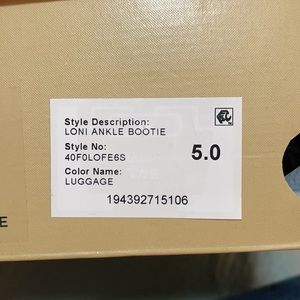 Style Description:
LONI ANKLE BOOTIE
Style No:
40F0LOFE6S
5.0
Color Name:
LUGGAGE
194392715106
E